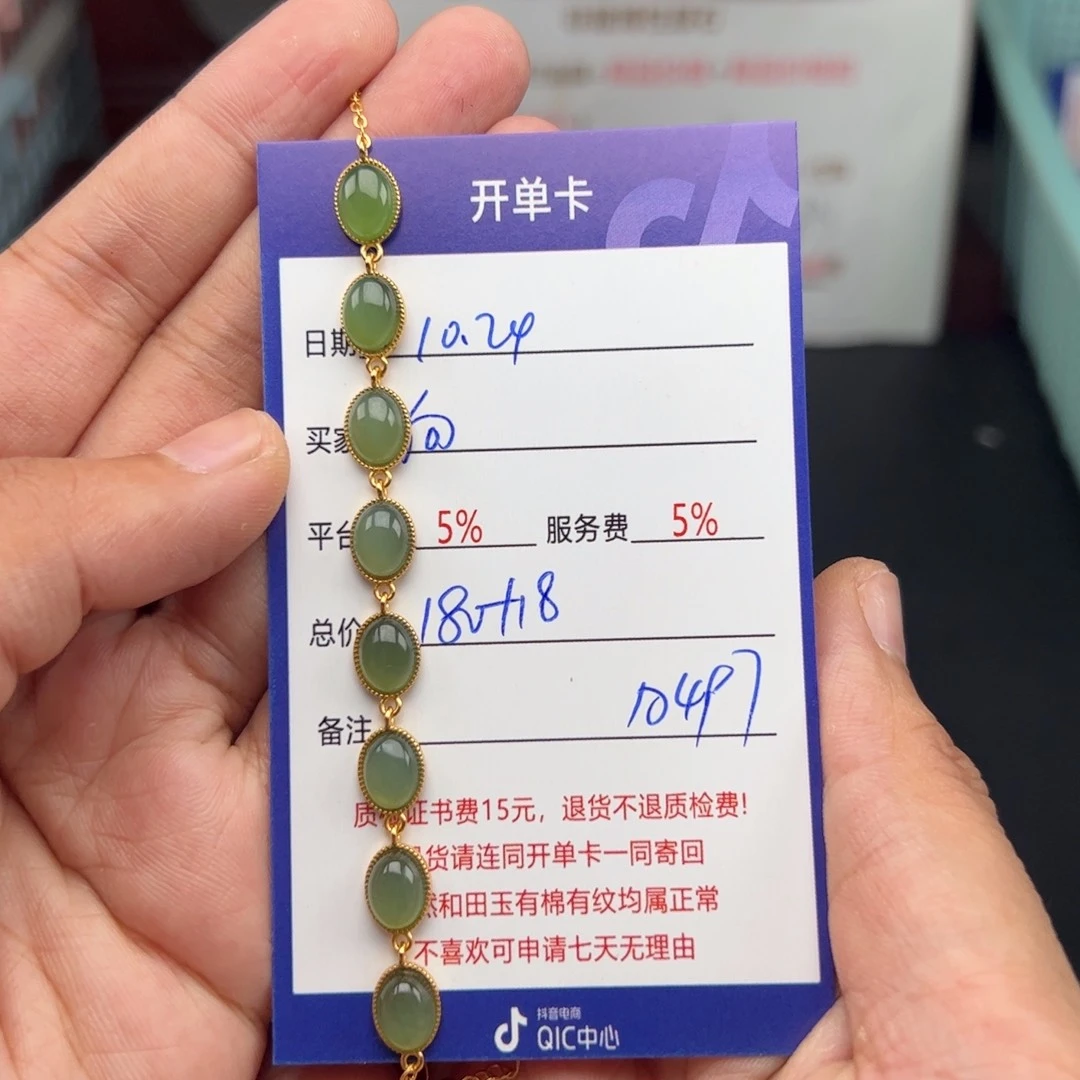 开单卡
日期 10.24
买家
平台 5% 服务费 5%
总价 180+18
备注 10497
质 证书费15元，退货不退质检费!
货请连同开单卡一同寄回
然和田玉有棉有纹均属正常
不喜欢可申请七天无理由
抖音电商
QIC中心